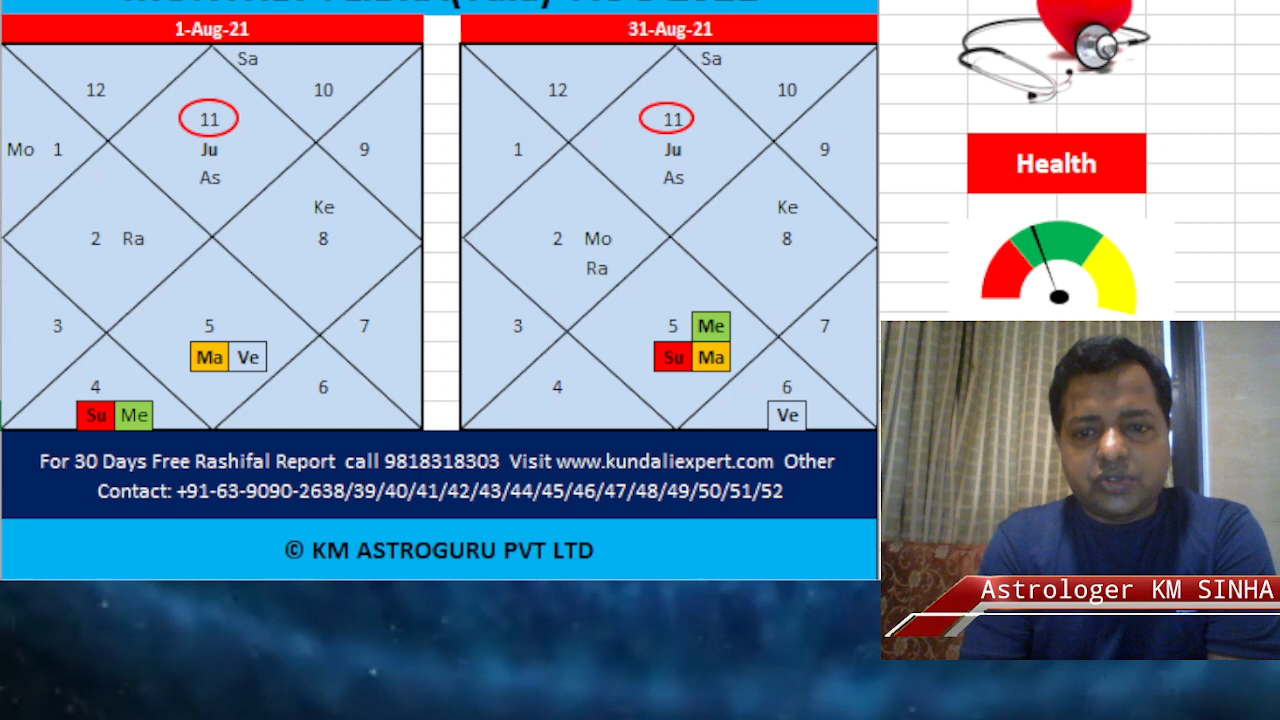 1-Aug-21
31-Aug-21
Sa
12
10
11
Mo 1
Ju
9
As
Ke
2 Ra
8
3
5
7
Ma Ve
4
6
Su Me
Sa
12
10
11
1
Ju
9
As
Ke
2 Mo
8
Ra
3
5 Me
7
Su Ma
4
6
Ve
Health
For 30 Days Free Rashifal Report call 9818318303 Visit www.kundaliexpert.com Other
Contact: +91-63-9090-2638/39/40/41/42/43/44/45/46/47/48/49/50/51/52
© KM ASTROGURU PVT LTD
Astrologer KM SINHA